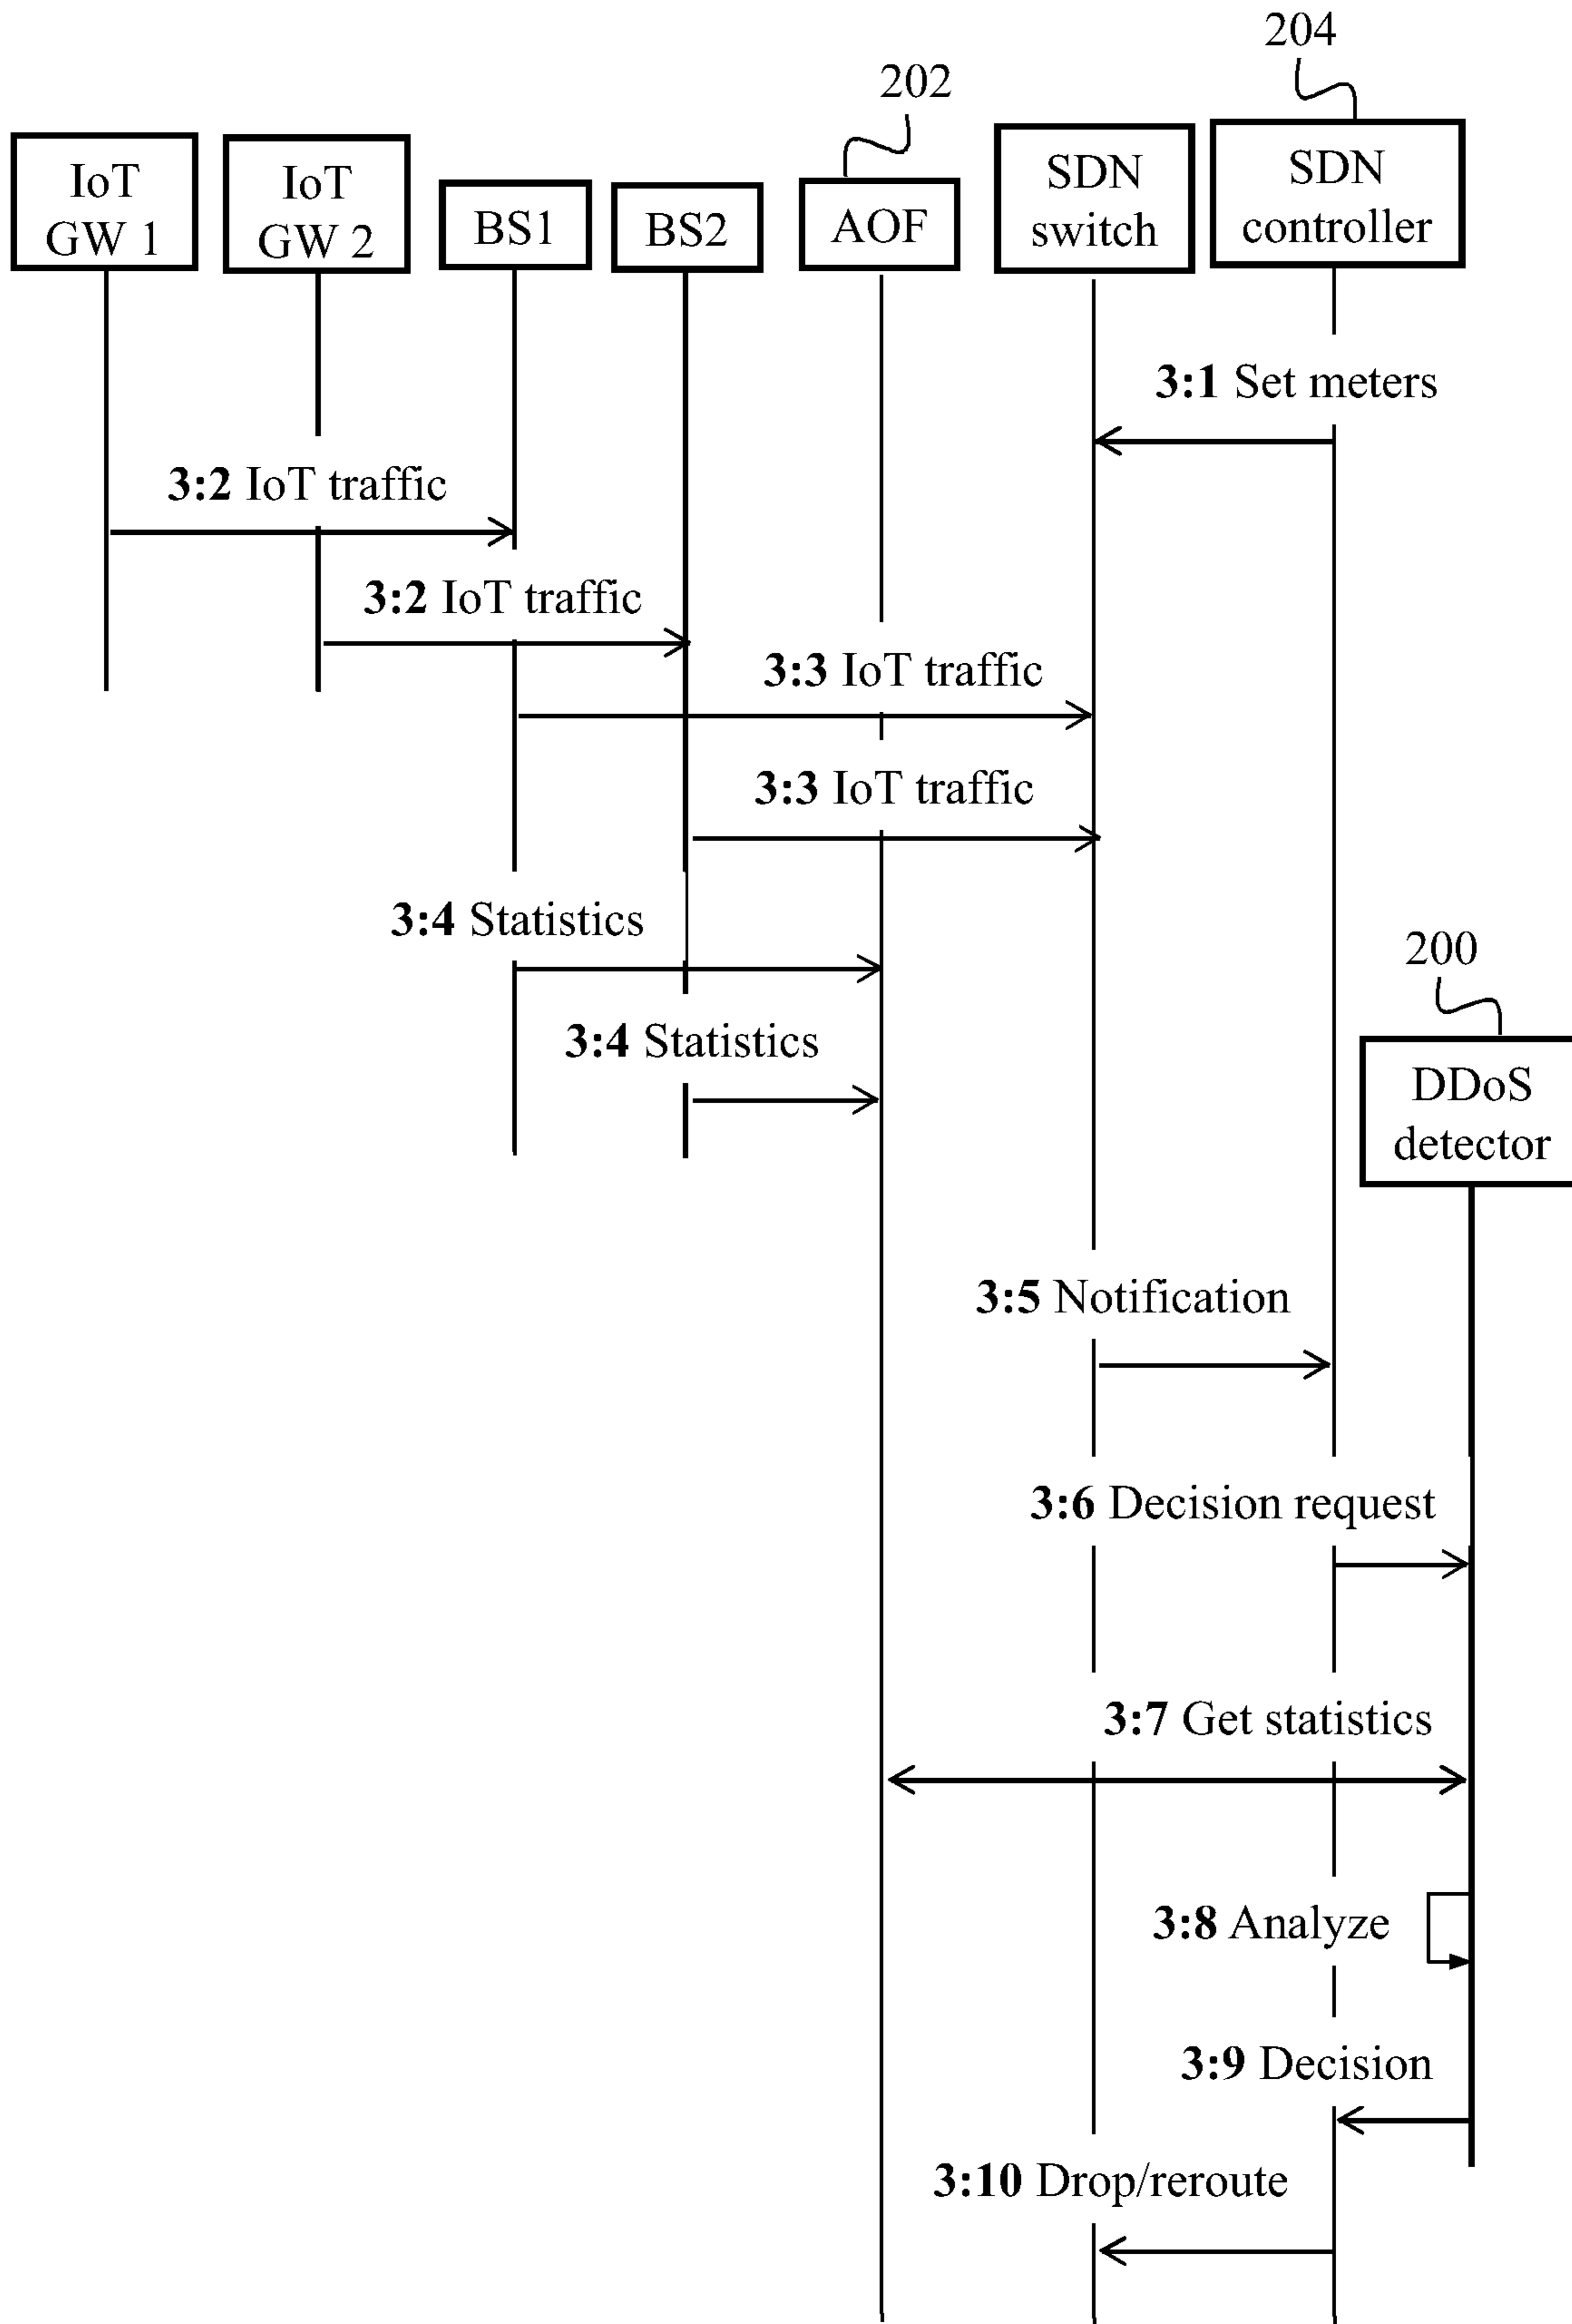 204
202
IoT
GW 1
IoT
GW 2
BS1
BS2
AOF
SDN
switch
SDN
controller
3:1 Set meters
3:2 IoT traffic
3:2 IoT traffic
3:3 IoT traffic
3:3 IoT traffic
3:4 Statistics
200
3:4 Statistics
DDoS
detector
3:5 Notification
3:6 Decision request
3:7 Get statistics
3:8 Analyze
3:9 Decision
3:10 Drop/reroute